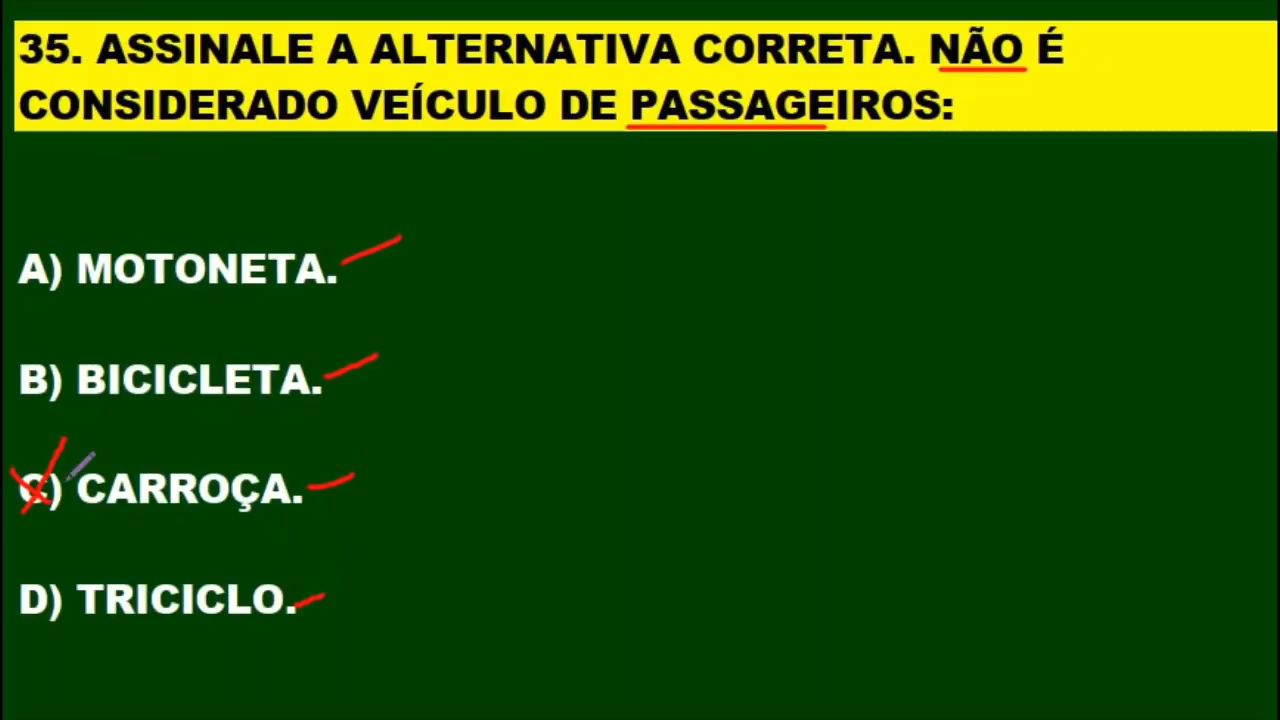 35. ASSINALE A ALTERNATIVA CORRETA. NÃO É
CONSIDERADO VEÍCULO DE PASSAGEIROS:
A) MOTONETA.
B) BICICLETA.
C) CARROÇA.
D) TRICICLO.